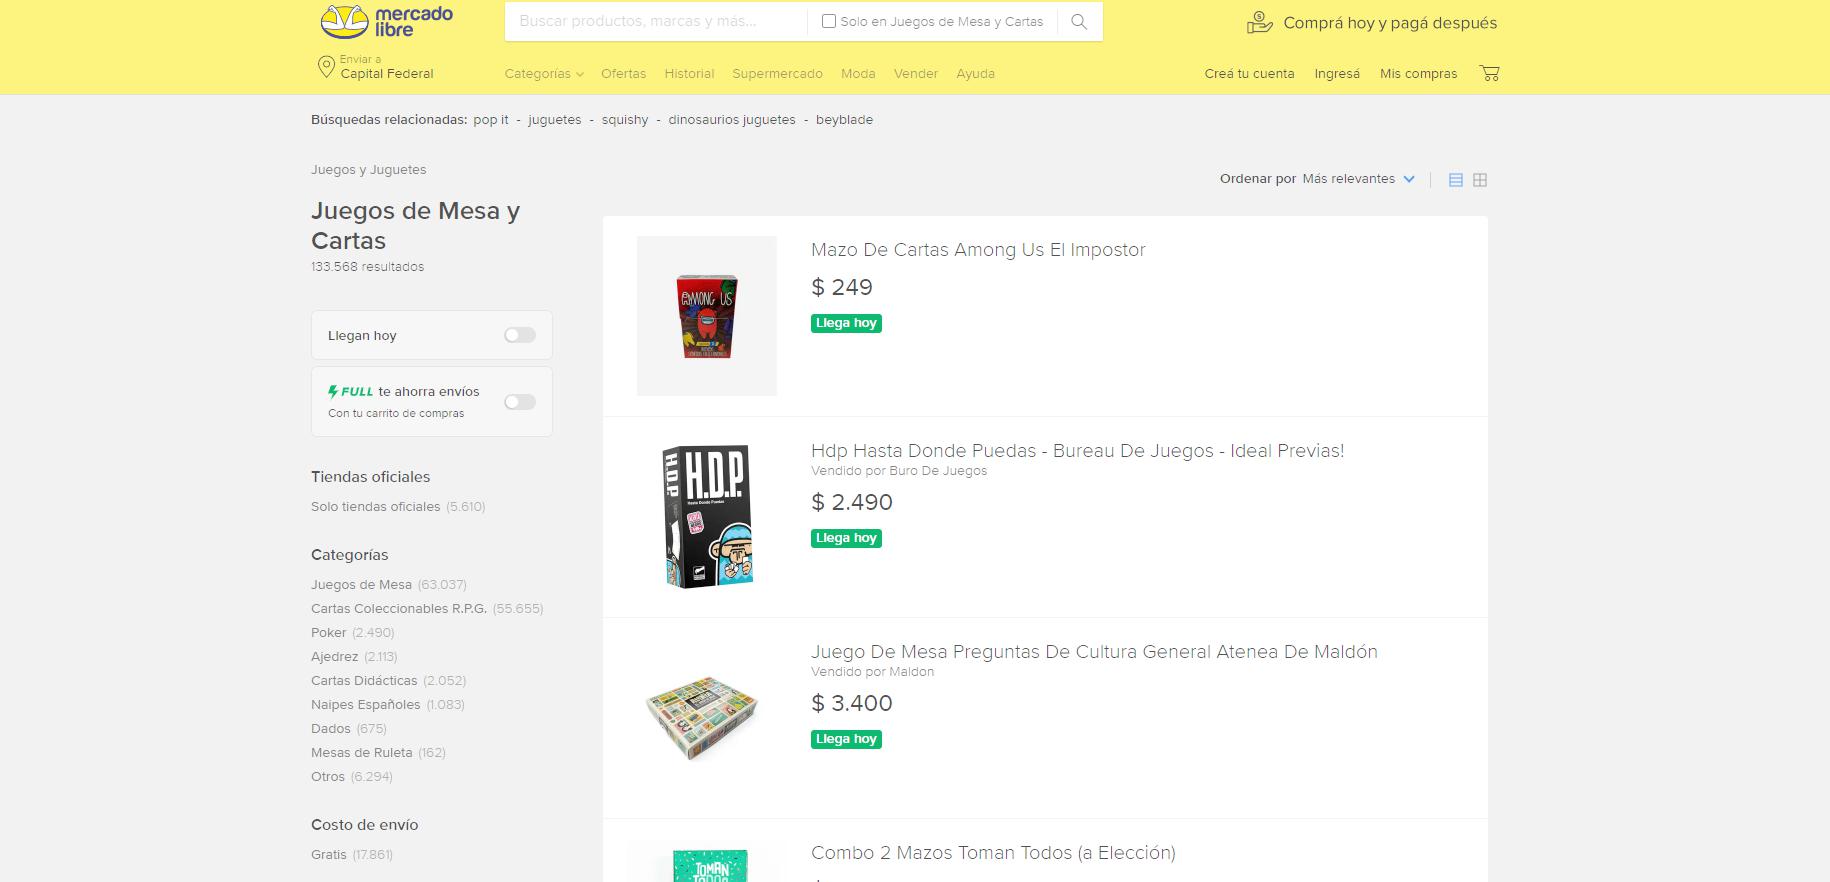 mercado
libre
Buscar productos, marcas y más...
Solo en Juegos de Mesa y Cartas
Comprá hoy y pagá después
Enviar a
Capital Federal
Categorías
Ofertas
Historial
Supermercado
Moda
Vender
Ayuda
Creá tu cuenta
Ingresá
Mis compras
Búsquedas relacionadas: pop it - juguetes - squishy - dinosaurios juguetes - beyblade
Juegos y Juguetes
Juegos de Mesa y
Cartas
133.568 resultados
Llegan hoy
FULL te ahorra envíos
Con tu carrito de compras
Tiendas oficiales
Solo tiendas oficiales (5.610)
Categorías
Juegos de Mesa (63.037)
Cartas Coleccionables R.P.G. (55.655)
Poker (2.490)
Ajedrez (2.113)
Cartas Didácticas (2.052)
Naipes Españoles (1.083)
Dados (675)
Mesas de Ruleta (162)
Otros (6.294)
Costo de envío
Gratis (17.861)
Ordenar por Más relevantes
AMONG US
Mazo De Cartas Among Us El Impostor
$ 249
Llega hoy
H.D.P.
H.D.P.
Hasta Donde Puedas
Hdp Hasta Donde Puedas - Bureau De Juegos - Ideal Previas!
Vendido por Buro De Juegos
$ 2.490
Llega hoy
Juego De Mesa Preguntas De Cultura General Atenea De Maldón
Vendido por Maldon
$ 3.400
Llega hoy
TOMAN
TODOS
Combo 2 Mazos Toman Todos (a Elección)